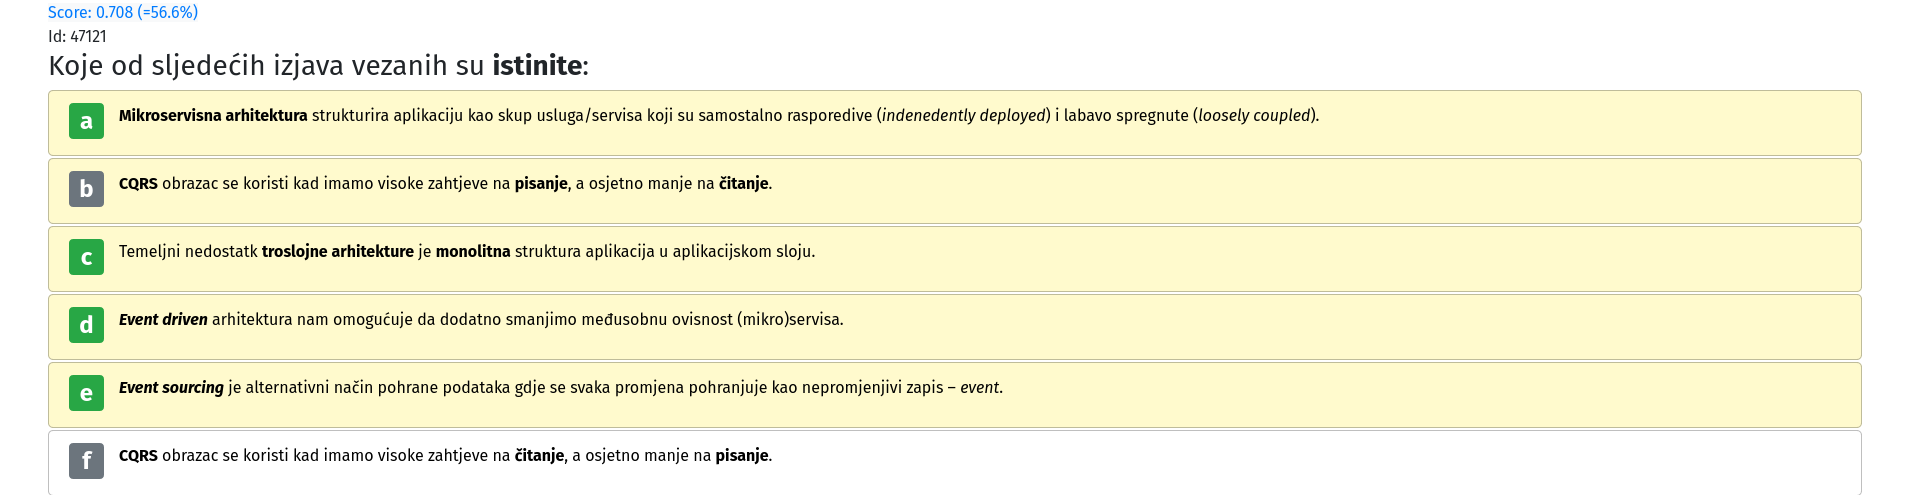 Score: 0.708 (=56.6%)
Id: 47121
Koje od sljedećih izjava vezanih su istinite:
a Mikroservisna arhitektura strukturira aplikaciju kao skup usluga/servisa koji su samostalno rasporedive (indenedently deployed) i labavo spregnute (loosely coupled).
b CQRS obrazac se koristi kad imamo visoke zahtjeve na pisanje, a osjetno manje na čitanje.
c Temeljni nedostatk troslojne arhitekture je monolitna struktura aplikacija u aplikacijskom sloju.
d Event driven arhitektura nam omogućuje da dodatno smanjimo međusobnu ovisnost (mikro)servisa.
e Event sourcing je alternativni način pohrane podataka gdje se svaka promjena pohranjuje kao nepromjenjivi zapis – event.
f CQRS obrazac se koristi kad imamo visoke zahtjeve na čitanje, a osjetno manje na pisanje.